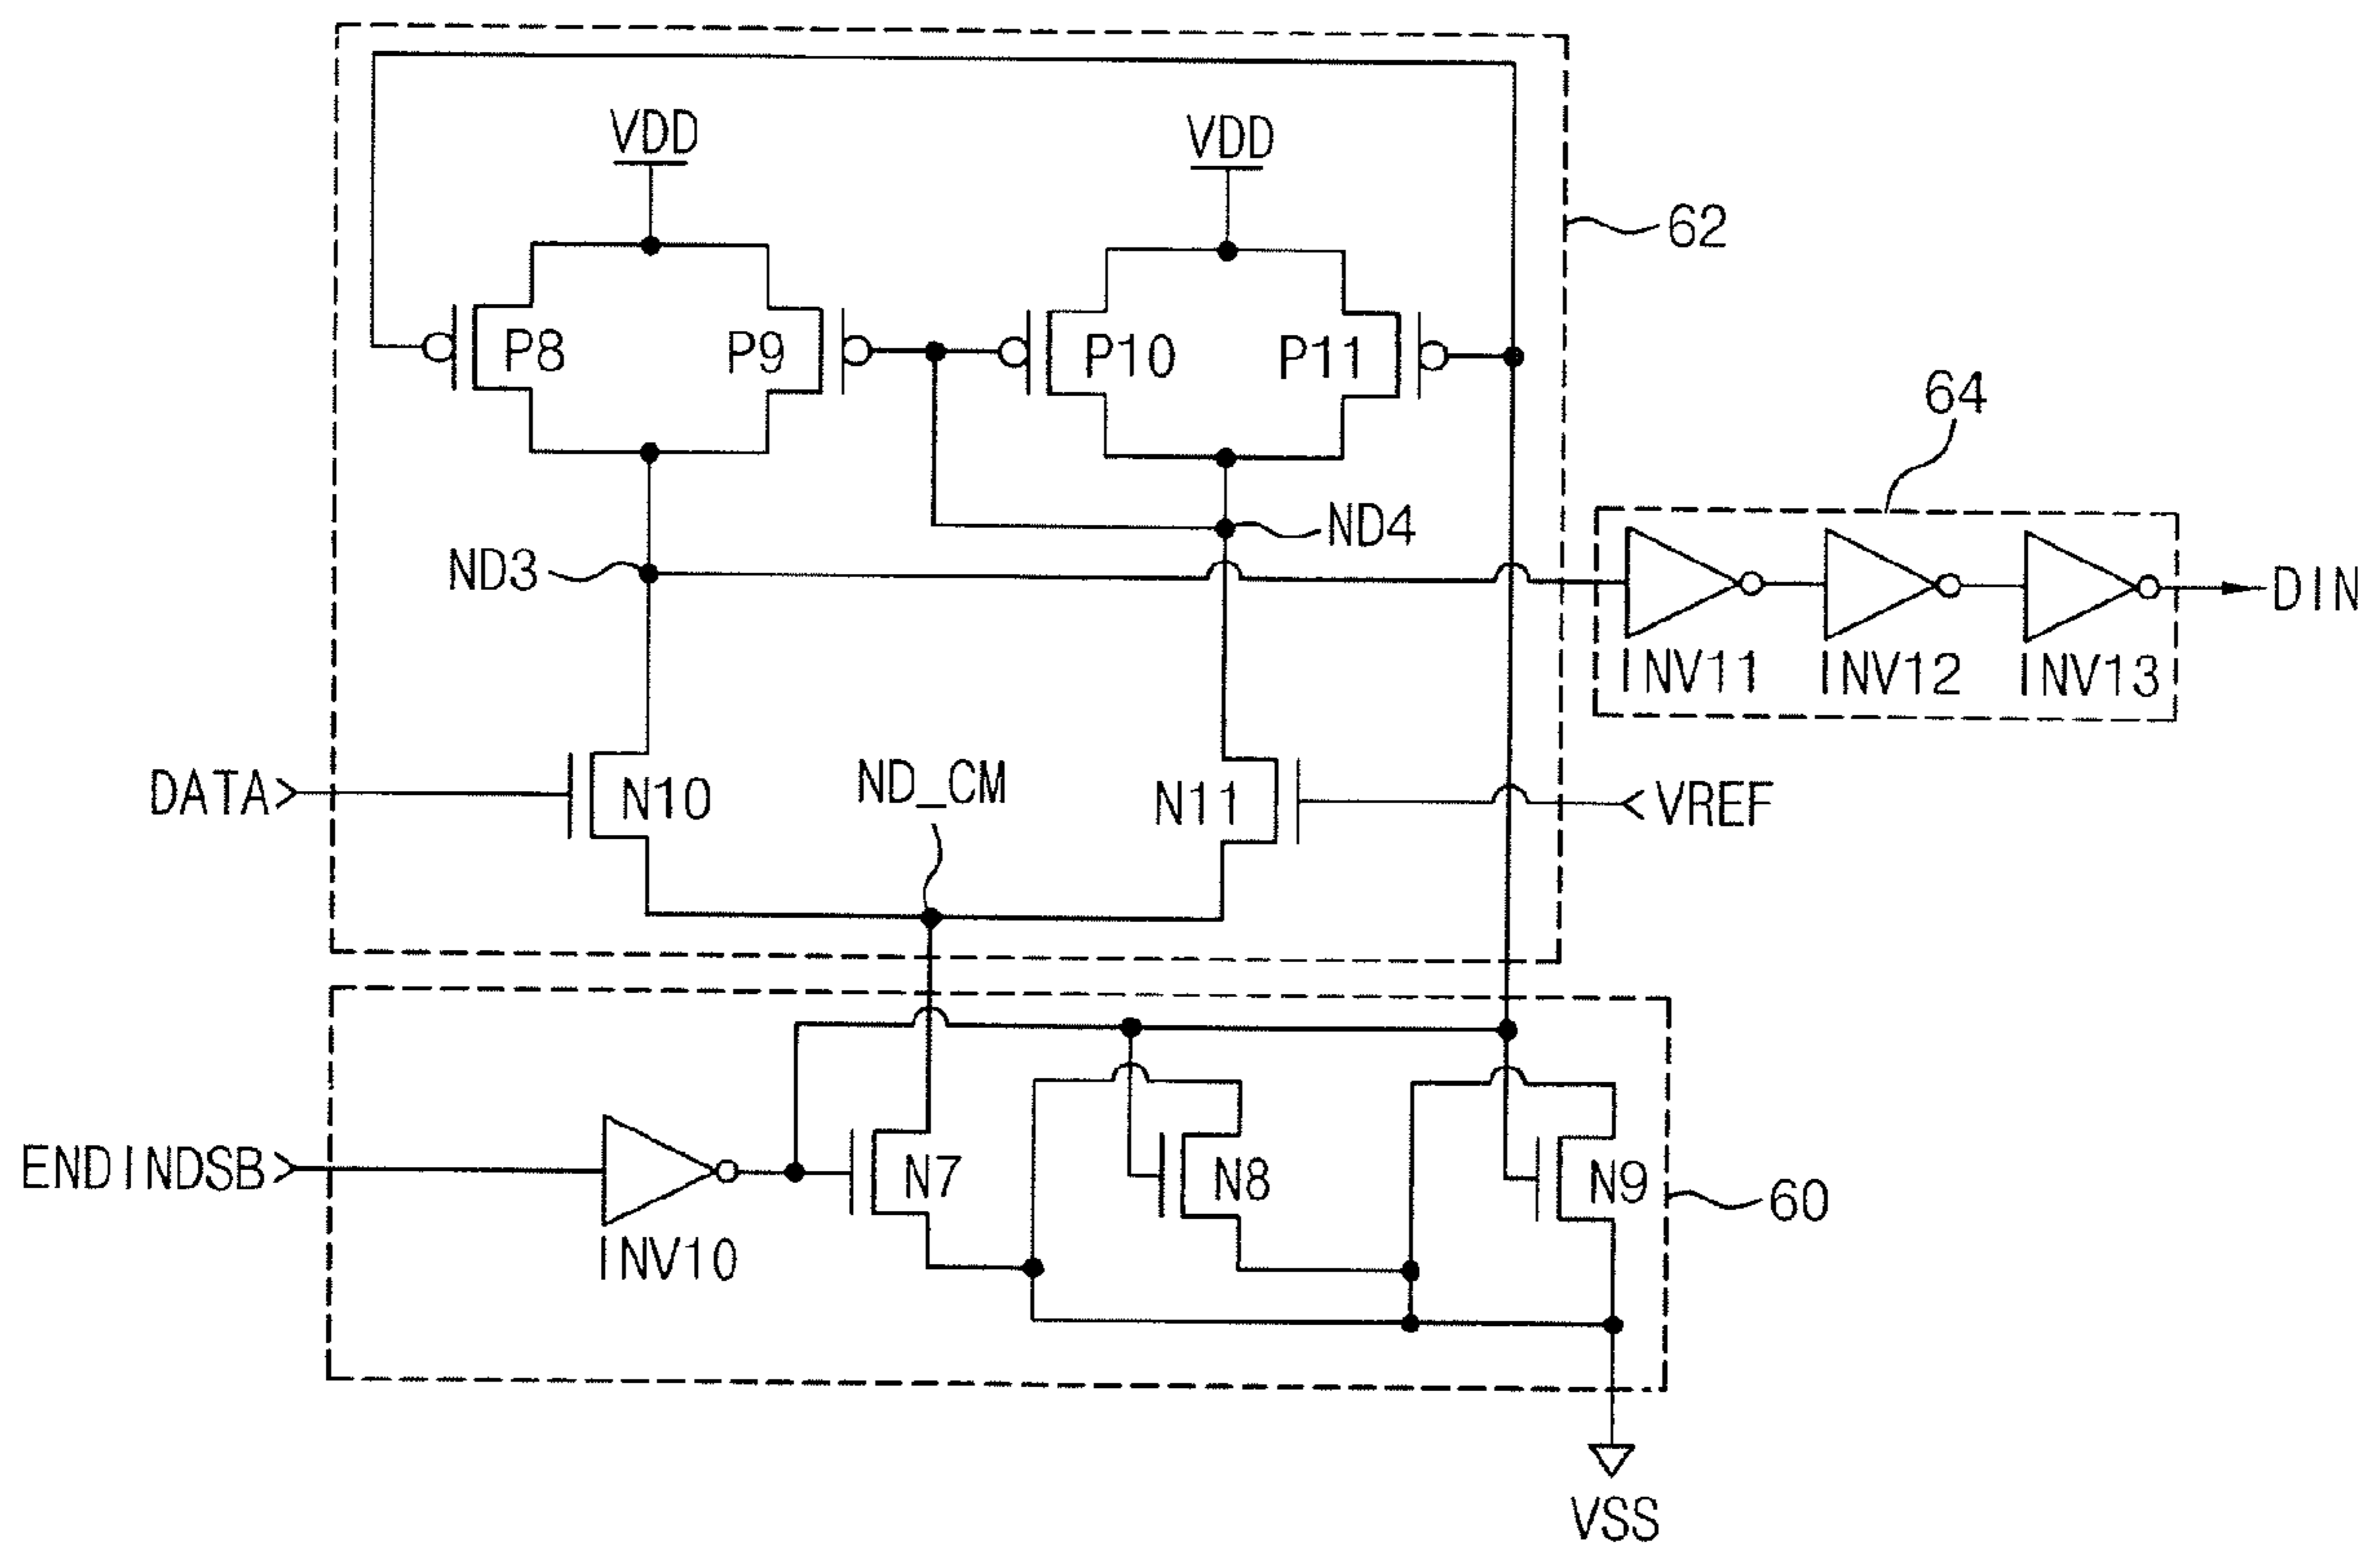 VDD
VDD
62
P8
P9
P10
P11
64
ND4
ND3
DIN
INV11
INV12
INV13
DATA
N10
ND_CM
N11
VREF
ENDINDSB
N7
N8
N9
60
INV10
VSS